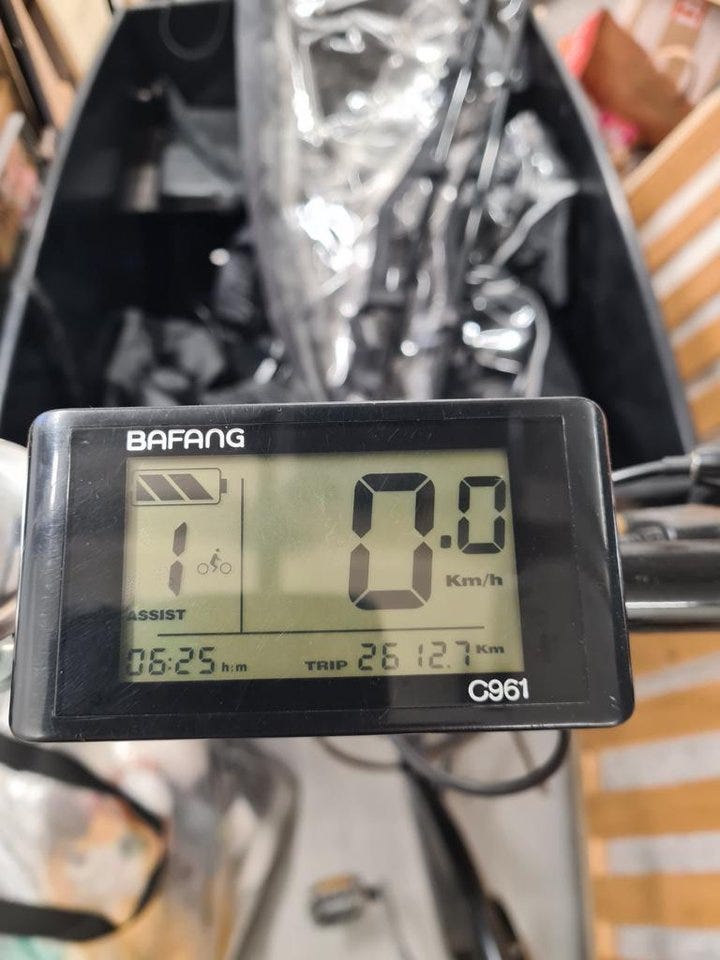 BAFANG
1
0.0
Km/h
ASSIST
06:25 h:m TRIP 2612.7 Km
C961